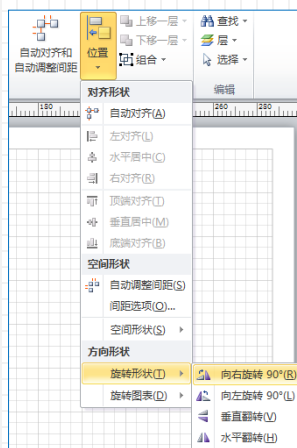 自动对齐和
自动调整间距
位置
上移一层
下移一层
组合
查找
层
选择
编辑
180
260
280
对齐形状
自动对齐(A)
左对齐(L)
水平居中(C)
右对齐(R)
顶端对齐(T)
垂直居中(M)
底端对齐(B)
空间形状
自动调整间距(S)
间距选项(O)...
空间形状(S)
方向形状
旋转形状(T)
向右旋转 90°(R)
旋转图表(D)
向左旋转 90°(L)
垂直翻转(V)
水平翻转(H)